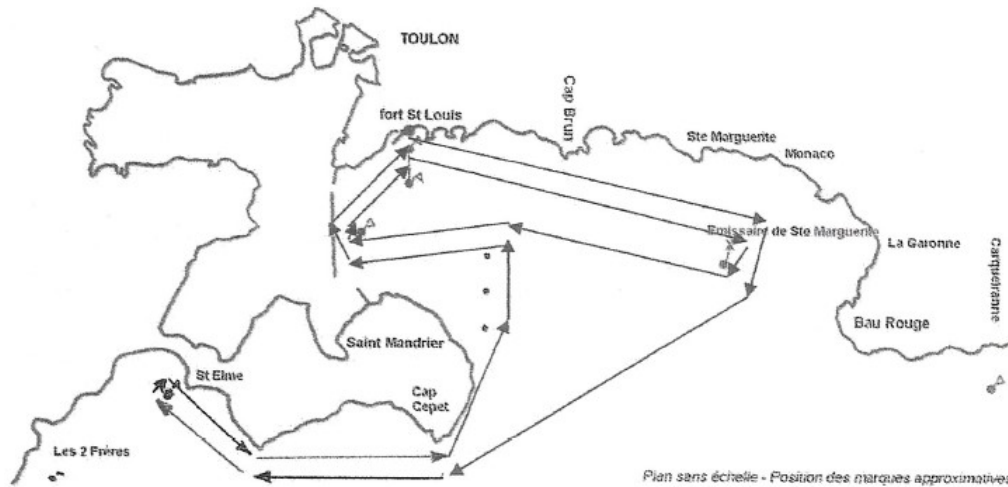 TOULON
fort St Louis
Cap Brun
Ste Marguerite
Monaco
Emissaire de Ste Marguerite
La Garonne
Carqueiranne
Bau Rouge
Saint Mandrier
St Elme
Cap
Cepet
Les 2 Frères
Plan sans échelle - Position des marques approximatives